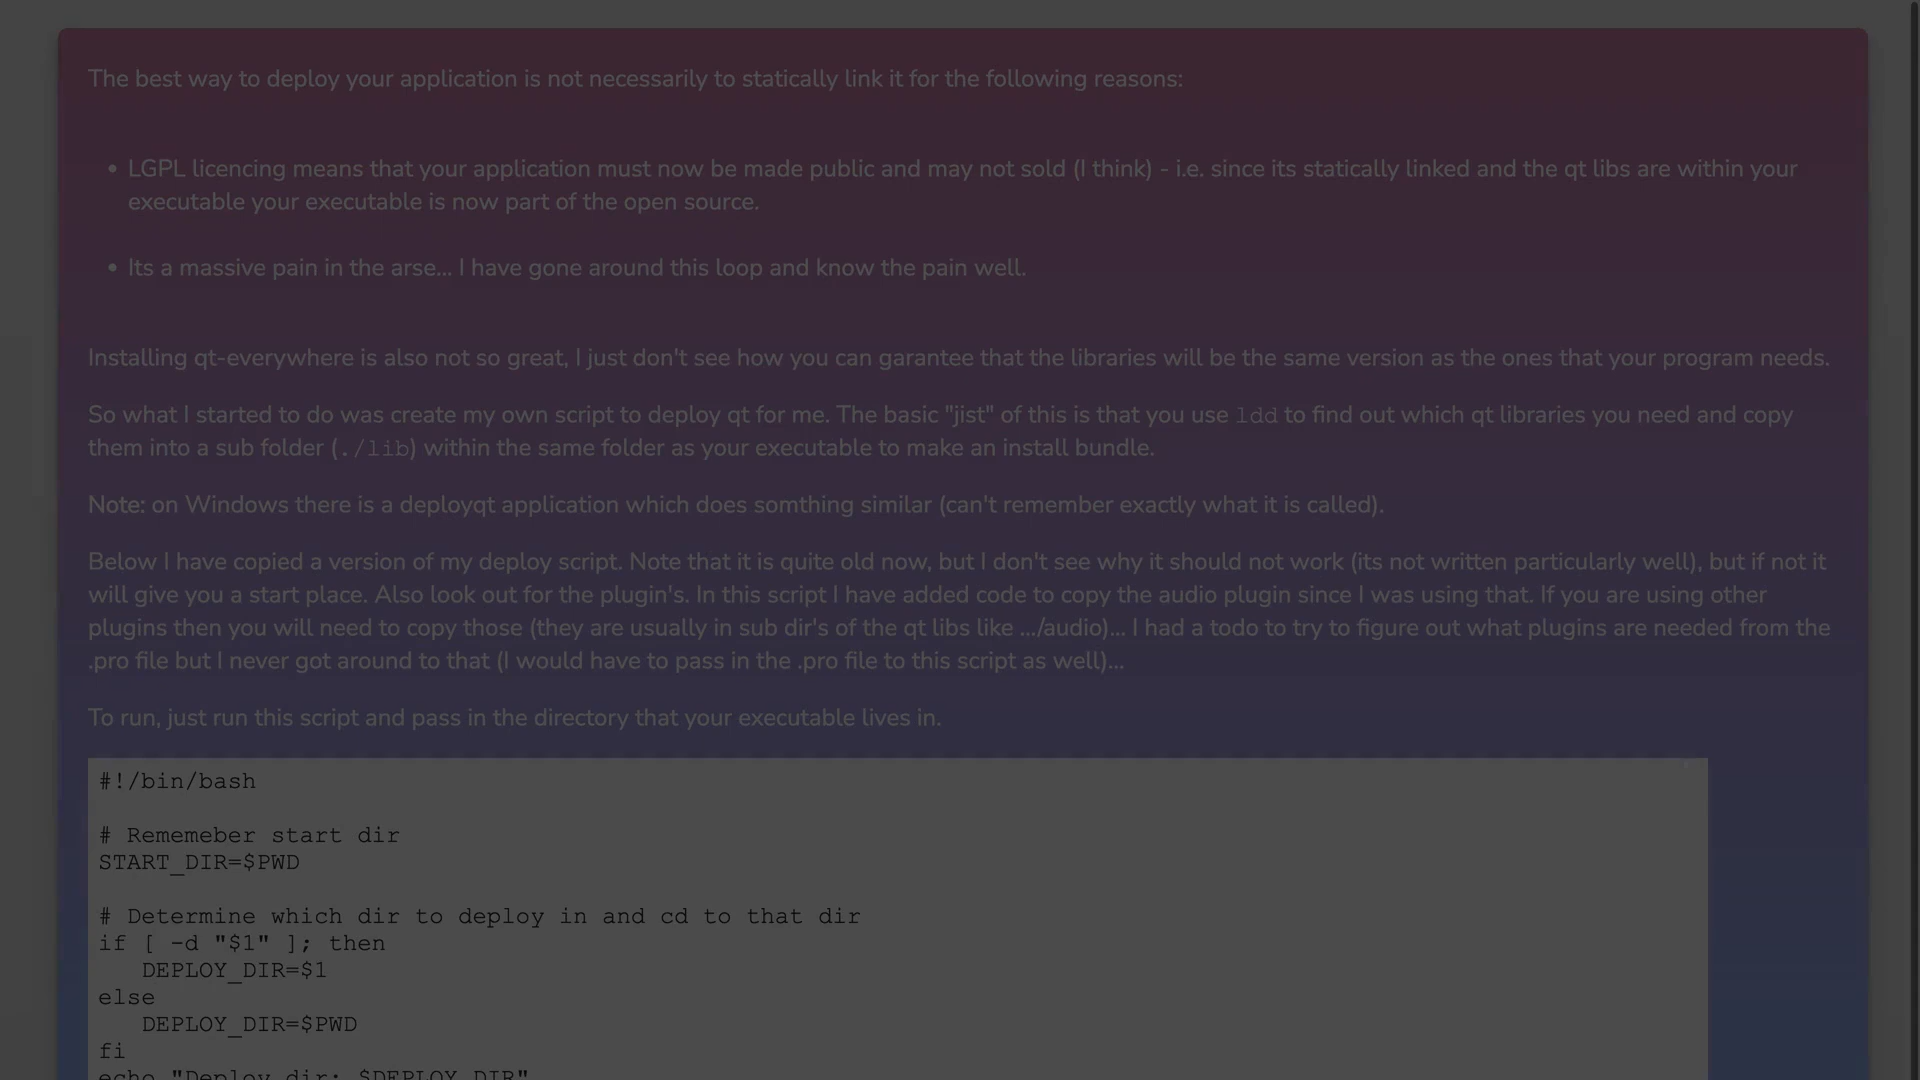 The best way to deploy your application is not necessarily to statically link it for the following reasons:
• LGPL licencing means that your application must now be made public and may not sold (I think) - i.e. since its statically linked and the qt libs are within your
executable your executable is now part of the open source.
• Its a massive pain in the arse... I have gone around this loop and know the pain well.
Installing qt-everywhere is also not so great, I just don't see how you can garantee that the libraries will be the same version as the ones that your program needs.
So what I started to do was create my own script to deploy qt for me. The basic "jist" of this is that you use ldd to find out which qt libraries you need and copy
them into a sub folder (./lib) within the same folder as your executable to make an install bundle.
Note: on Windows there is a deployqt application which does somthing similar (can't remember exactly what it is called).
Below I have copied a version of my deploy script. Note that it is quite old now, but I don't see why it should not work (its not written particularly well), but if not it
will give you a start place. Also look out for the plugin's. In this script I have added code to copy the audio plugin since I was using that. If you are using other
plugins then you will need to copy those (they are usually in sub dir's of the qt libs like .../audio)... I had a todo to try to figure out what plugins are needed from the
.pro file but I never got around to that (I would have to pass in the .pro file to this script as well)...
To run, just run this script and pass in the directory that your executable lives in.
#!/bin/bash
# Rememeber start dir
START_DIR=$PWD
# Determine which dir to deploy in and cd to that dir
if [ -d "$1" ]; then
DEPLOY_DIR=$1
else
DEPLOY_DIR=$PWD
fi
echo "Deploy dir: $DEPLOY_DIR"